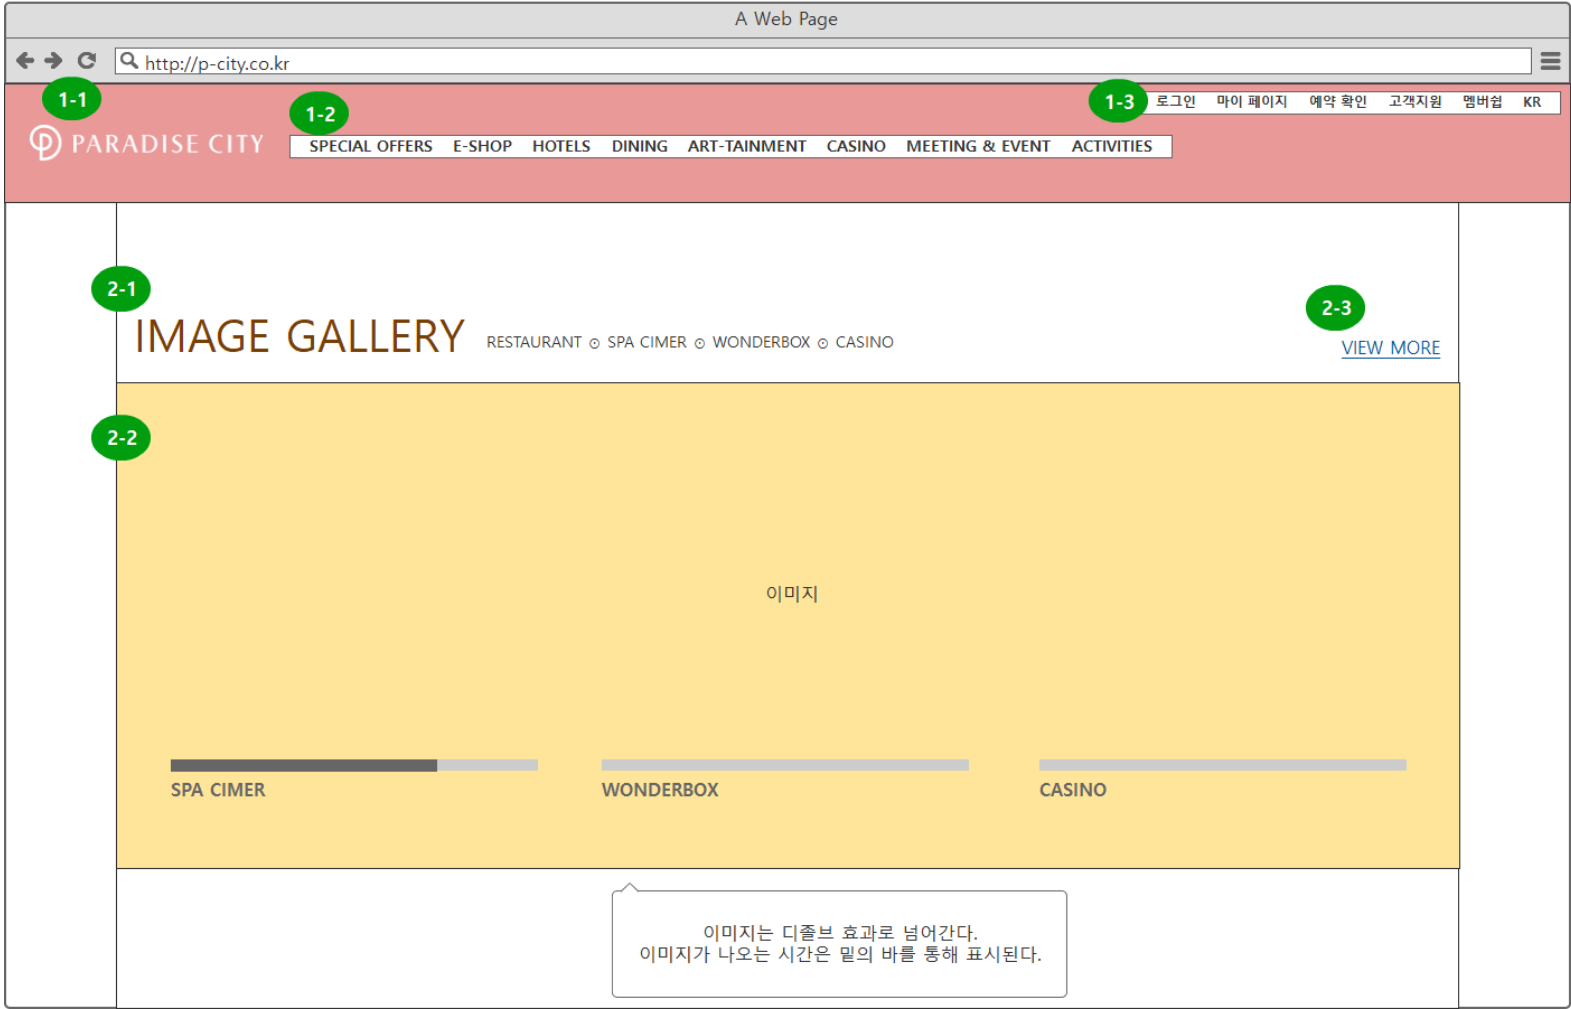 A Web Page
http://p-city.co.kr
1-1
1-2
1-3
로그인 마이 페이지 예약 확인 고객지원 멤버쉽 KR
PARADISE CITY
SPECIAL OFFERS E-SHOP HOTELS DINING ART-TAINMENT CASINO MEETING & EVENT ACTIVITIES
2-1
2-3
IMAGE GALLERY RESTAURANT ⊙ SPA CIMER ⊙ WONDERBOX ⊙ CASINO
VIEW MORE
2-2
이미지
SPA CIMER
WONDERBOX
CASINO
이미지는 디졸브 효과로 넘어간다.
이미지가 나오는 시간은 밑의 바를 통해 표시된다.